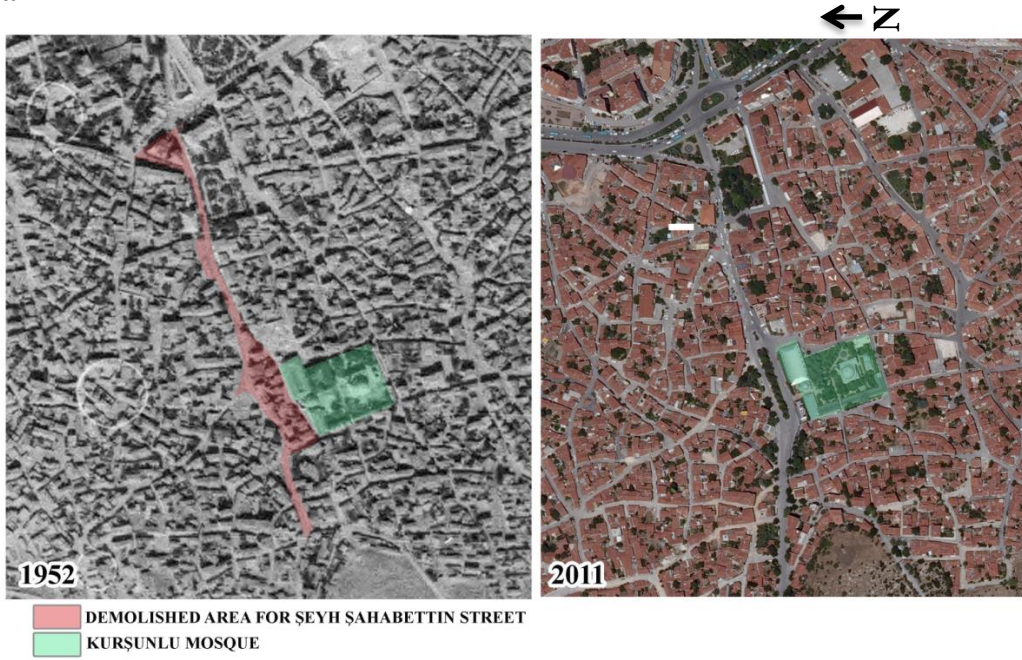 N
1952
2011
DEMOLISHED AREA FOR ŞEYH ŞAHABETTIN STREET
KURŞUNLU MOSQUE